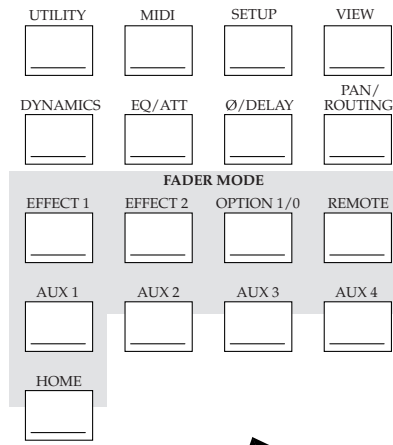 UTILITY MIDI SETUP VIEW
DYNAMICS EQ/ATT Ø/DELAY PAN/
ROUTING
FADER MODE
EFFECT 1 EFFECT 2 OPTION 1/0 REMOTE
AUX 1 AUX 2 AUX 3 AUX 4
HOME